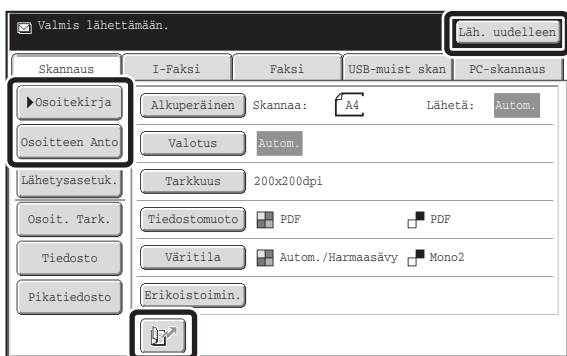 Valmis lähettämään.
Läh. uudelleen
Skannaus I-Faksi Faksi USB-muist skan PC-skannaus
Osoitekirja Alkuperäinen Skannaa: A4 Lähetä: Autom.
Osoitteen Anto Valotus Autom.
Lähetysasetuk. Tarkkuus 200x200dpi
Osoit. Tark. Tiedostomuoto PDF PDF
Tiedosto Väritila Autom./Harmaasävy Mono2
Pikatiedosto Erikoistoimin.